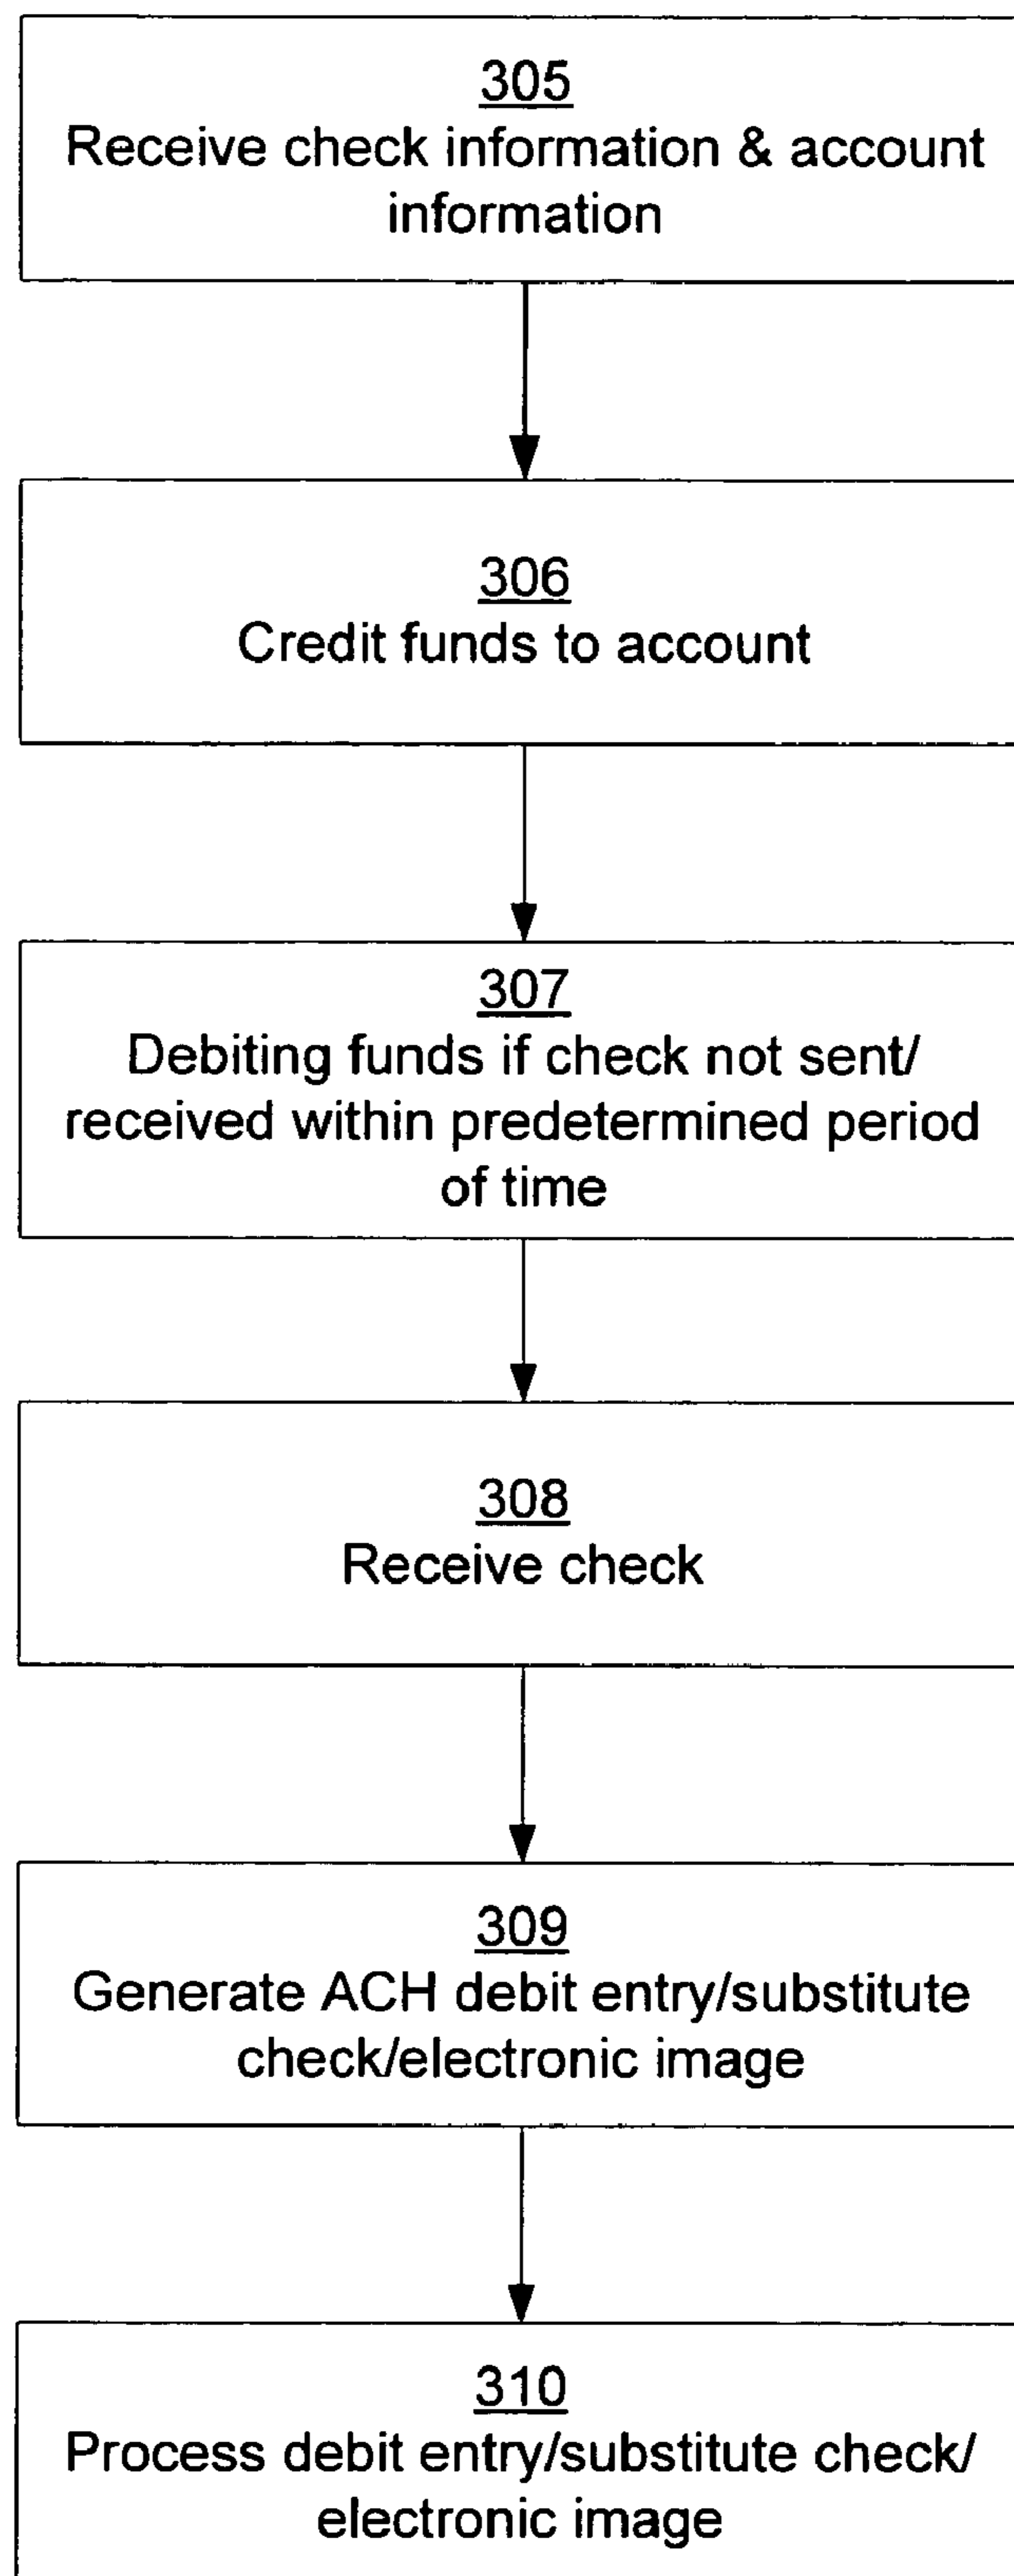 305
Receive check information & account
information
306
Credit funds to account
307
Debiting funds if check not sent/
received within predetermined period
of time
308
Receive check
309
Generate ACH debit entry/substitute
check/electronic image
310
Process debit entry/substitute check/
electronic image